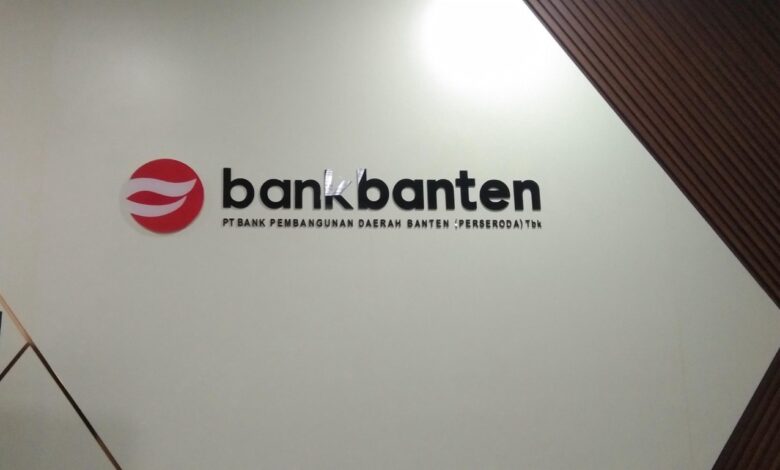 bankbanten
PT BANK PEMBANGUNAN DAERAH BANTEN (PERSERODA) Tbk